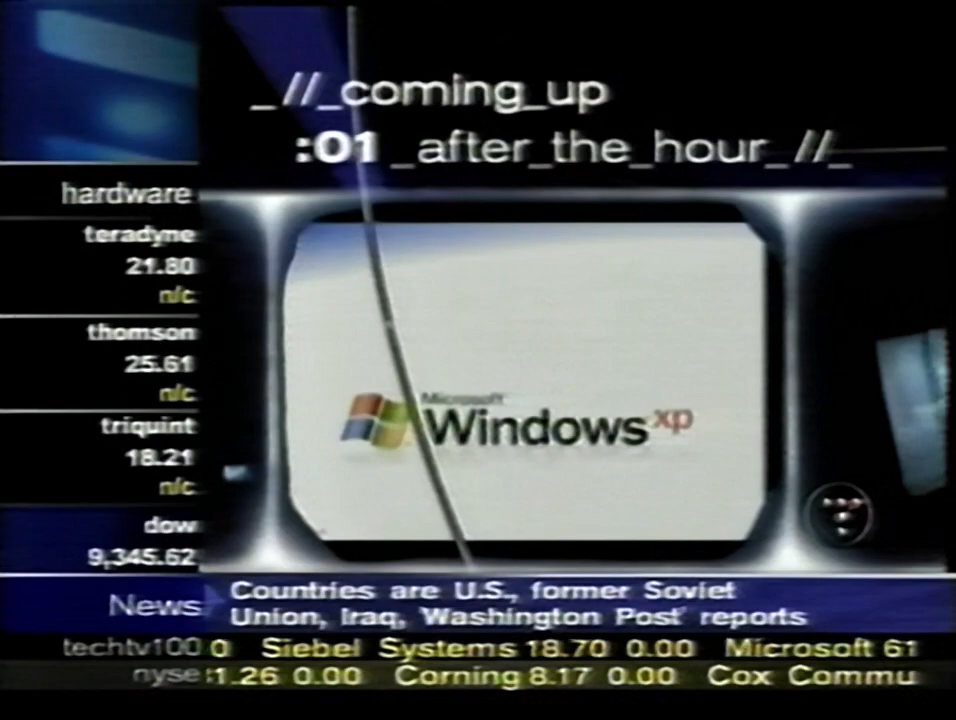 _//_coming_up
:01_after_the_hour_//_
hardware
teradyne
21.80
n/c
thomson
25.61
n/c
triquint
18.21
n/c
dow
9,345.62
Microsoft
Windows xp
News
Countries are U.S., former Soviet
Union, Iraq, 'Washington Post' reports
techtv100 0 Siebel Systems 18.70 0.00 Microsoft 61
nyse 1.26 0.00 Corning 8.17 0.00 Cox Commu